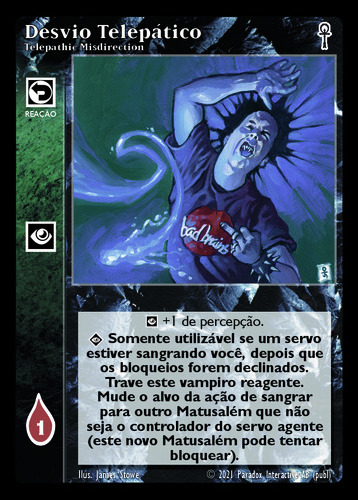 Desvio Telepático
Telepathic Misdirection
REAÇÃO
bad brains
+1 de percepção.
Somente utilizável se um servo
estiver sangrando você, depois que
os bloqueios forem declinados.
Trave este vampiro reagente.
Mude o alvo da ação de sangrar
para outro Matusalém que não
seja o controlador do servo agente
(este novo Matusalém pode tentar
bloquear).
1
Ilus. James Stowe
© 2021 Paradox Interactive AB (publ)